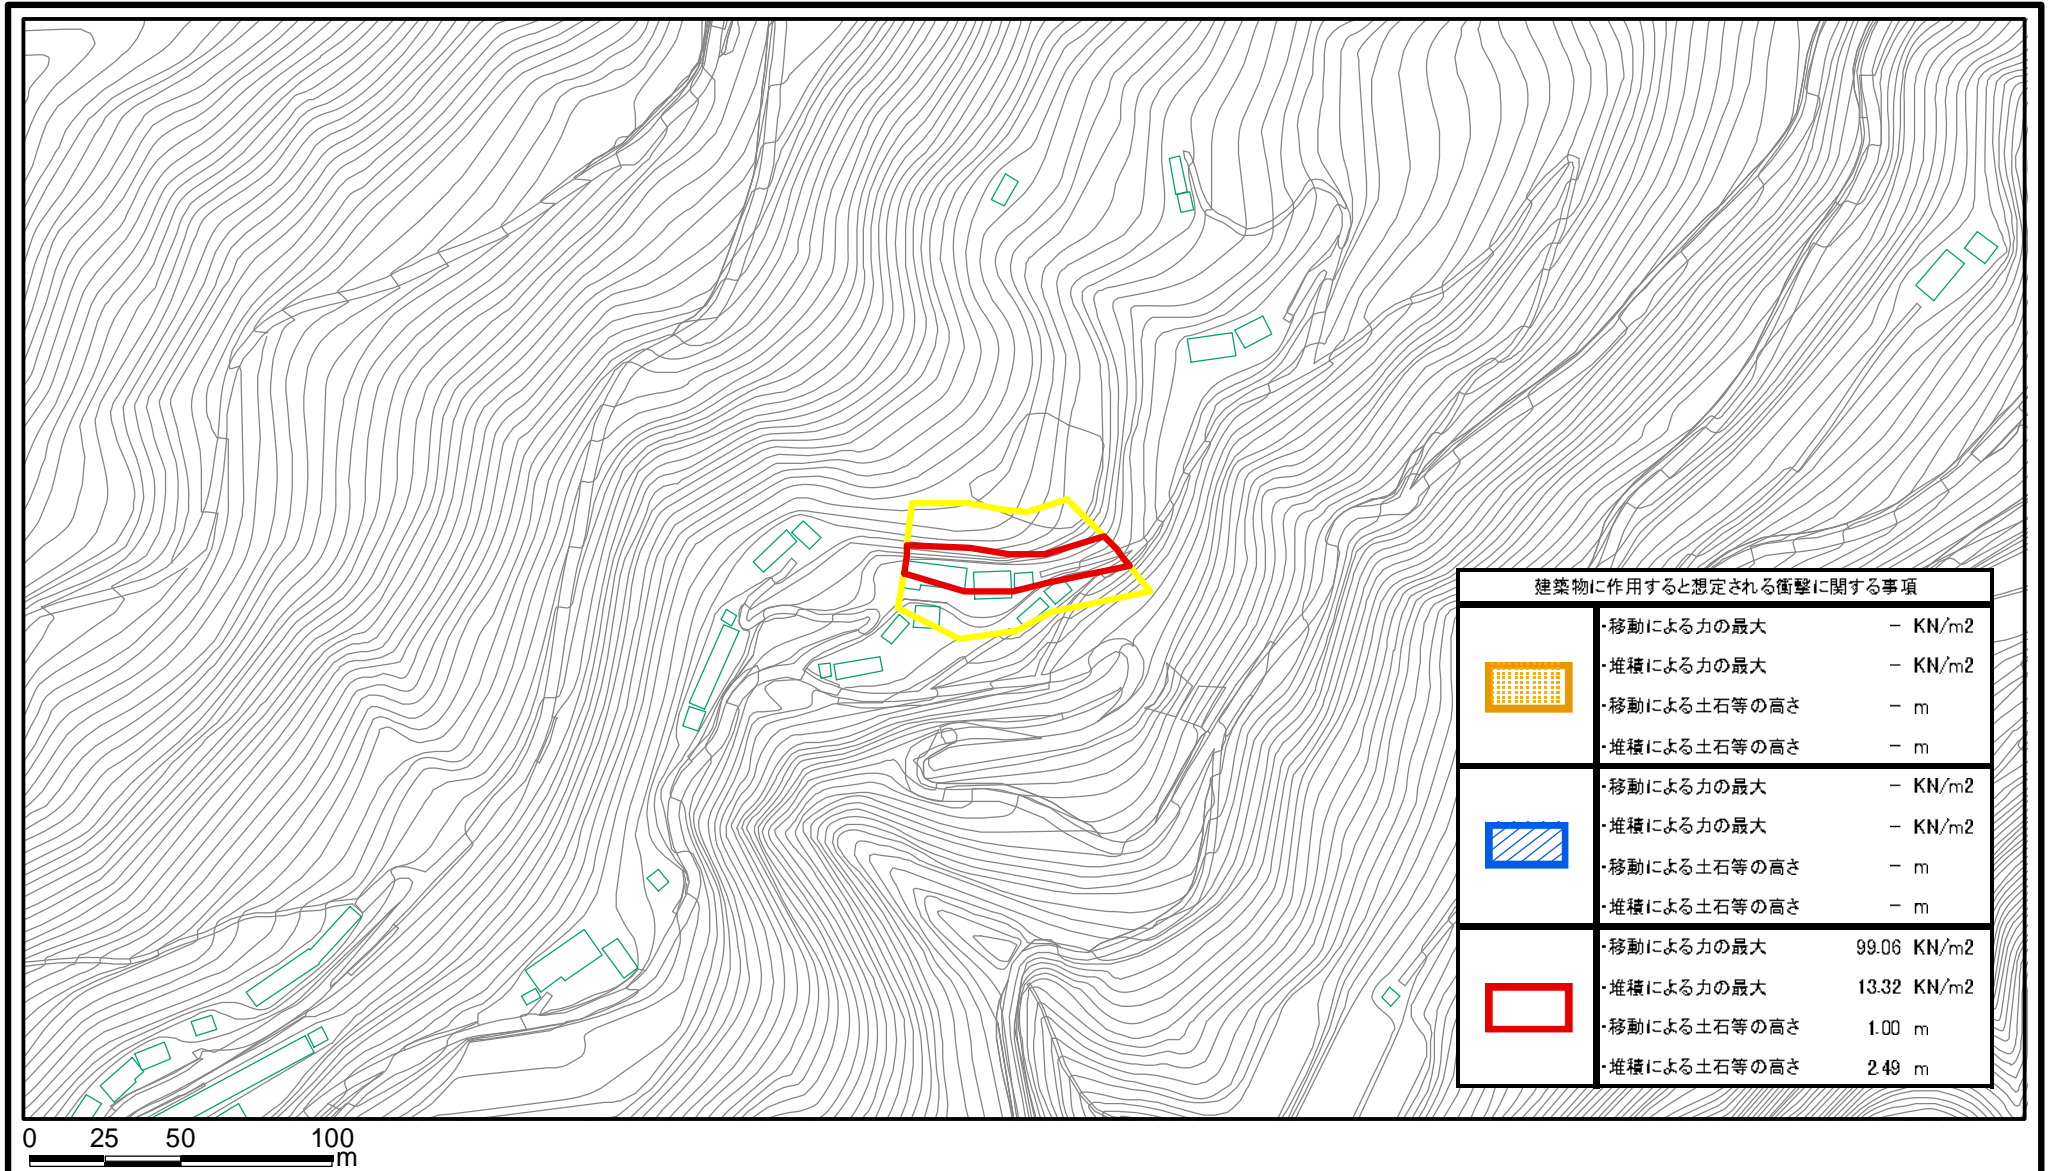 建築物に作用すると想定される衝撃に関する事項
・移動による力の最大 － KN/m2
・堆積による力の最大 － KN/m2
・移動による土石等の高さ － m
・堆積による土石等の高さ － m
・移動による力の最大 － KN/m2
・堆積による力の最大 － KN/m2
・移動による土石等の高さ － m
・堆積による土石等の高さ － m
・移動による力の最大 99.06 KN/m2
・堆積による力の最大 13.32 KN/m2
・移動による土石等の高さ 1.00 m
・堆積による土石等の高さ 2.49 m
0 25 50 100
m